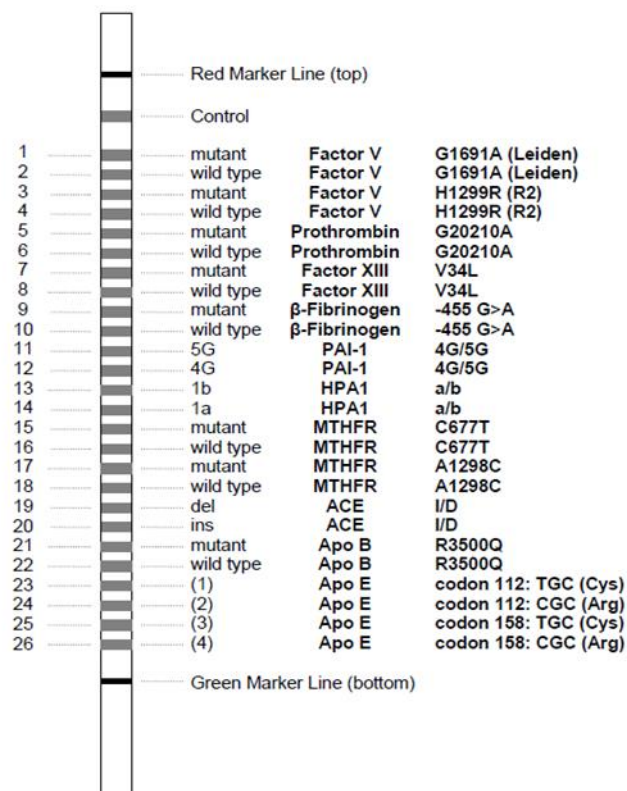 Red Marker Line (top)
Control
1 mutant Factor V G1691A (Leiden)
2 wild type Factor V G1691A (Leiden)
3 mutant Factor V H1299R (R2)
4 wild type Factor V H1299R (R2)
5 mutant Prothrombin G20210A
6 wild type Prothrombin G20210A
7 mutant Factor XIII V34L
8 wild type Factor XIII V34L
9 mutant β-Fibrinogen -455 G>A
10 wild type β-Fibrinogen -455 G>A
11 5G PAI-1 4G/5G
12 4G PAI-1 4G/5G
13 1b HPA1 a/b
14 1a HPA1 a/b
15 mutant MTHFR C677T
16 wild type MTHFR C677T
17 mutant MTHFR A1298C
18 wild type MTHFR A1298C
19 del ACE I/D
20 ins ACE I/D
21 mutant Apo B R3500Q
22 wild type Apo B R3500Q
23 (1) Apo E codon 112: TGC (Cys)
24 (2) Apo E codon 112: CGC (Arg)
25 (3) Apo E codon 158: TGC (Cys)
26 (4) Apo E codon 158: CGC (Arg)
Green Marker Line (bottom)